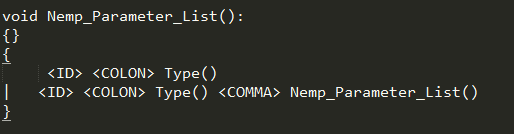 void Nemp_Parameter_List():
{}
{
<ID> <COLON> Type()
| <ID> <COLON> Type() <COMMA> Nemp_Parameter_List()
}